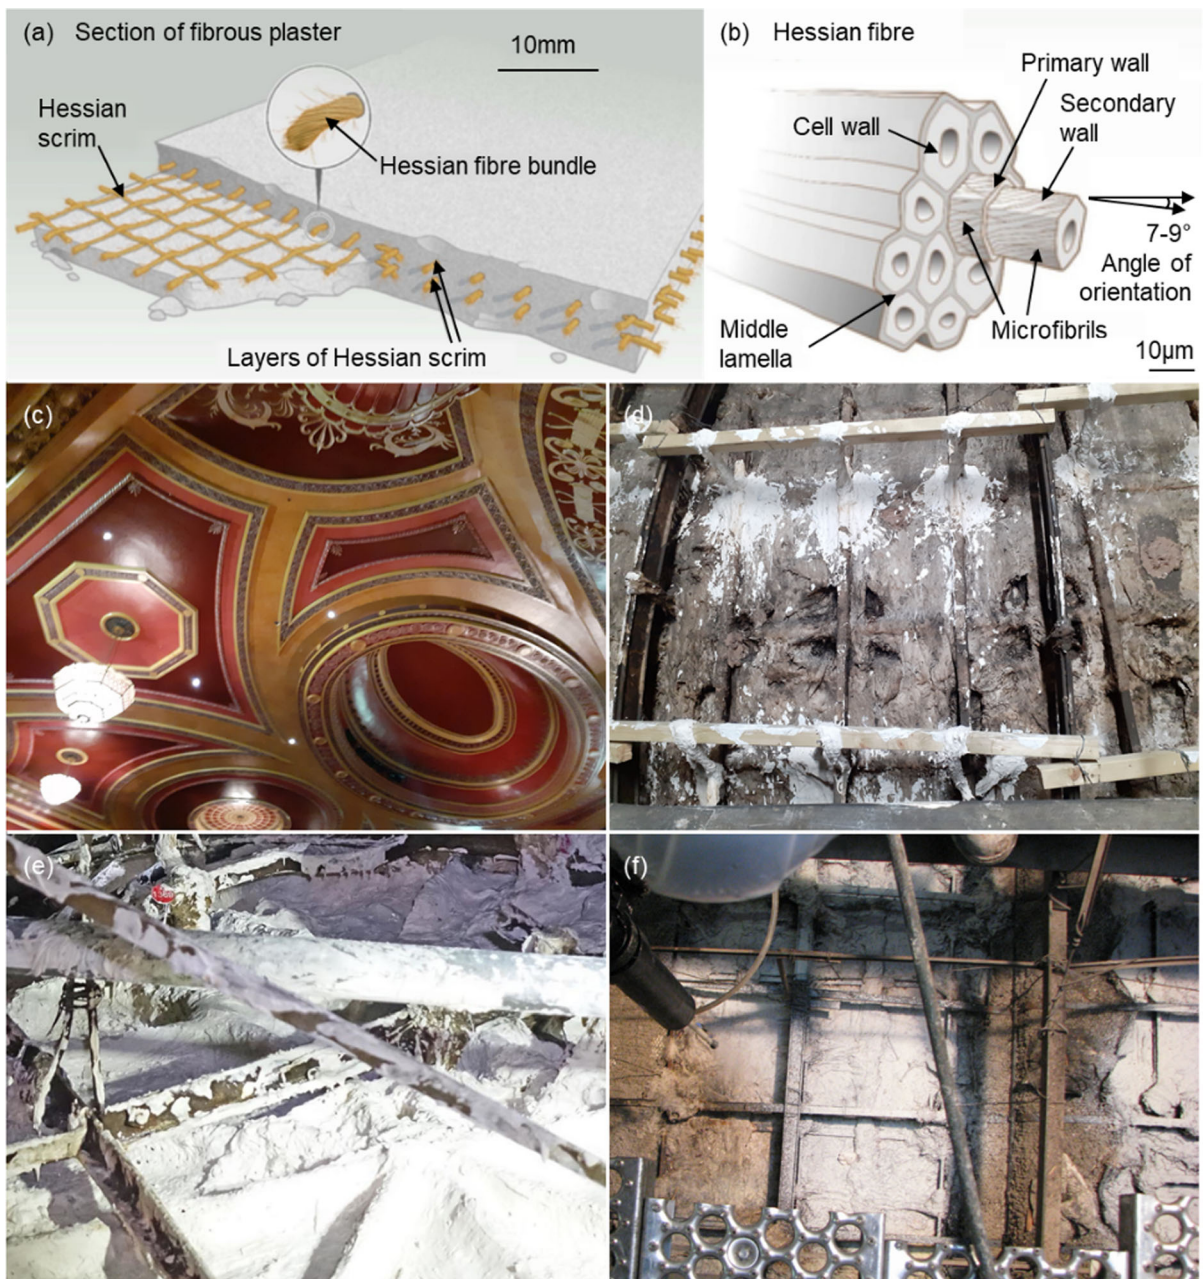 (a) Section of fibrous plaster
10mm
Hessian
scrim
Hessian fibre bundle
Layers of Hessian scrim
(b) Hessian fibre
Primary wall
Secondary
wall
Cell wall
7-9°
Angle of
orientation
Microfibrils
Middle
lamella
10µm
(c)
(d)
(e)
(f)